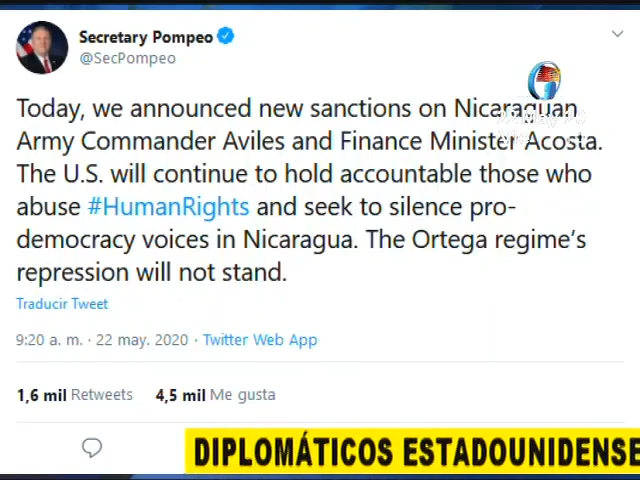 Secretary Pompeo
@SecPompeo
Today, we announced new sanctions on Nicaraguan
Army Commander Aviles and Finance Minister Acosta.
The U.S. will continue to hold accountable those who
abuse #HumanRights and seek to silence pro-
democracy voices in Nicaragua. The Ortega regime's
repression will not stand.
Traducir Tweet
9:20 a. m. · 22 may. 2020 · Twitter Web App
1,6 mil Retweets 4,5 mil Me gusta
DIPLOMÁTICOS ESTADOUNIDENSE